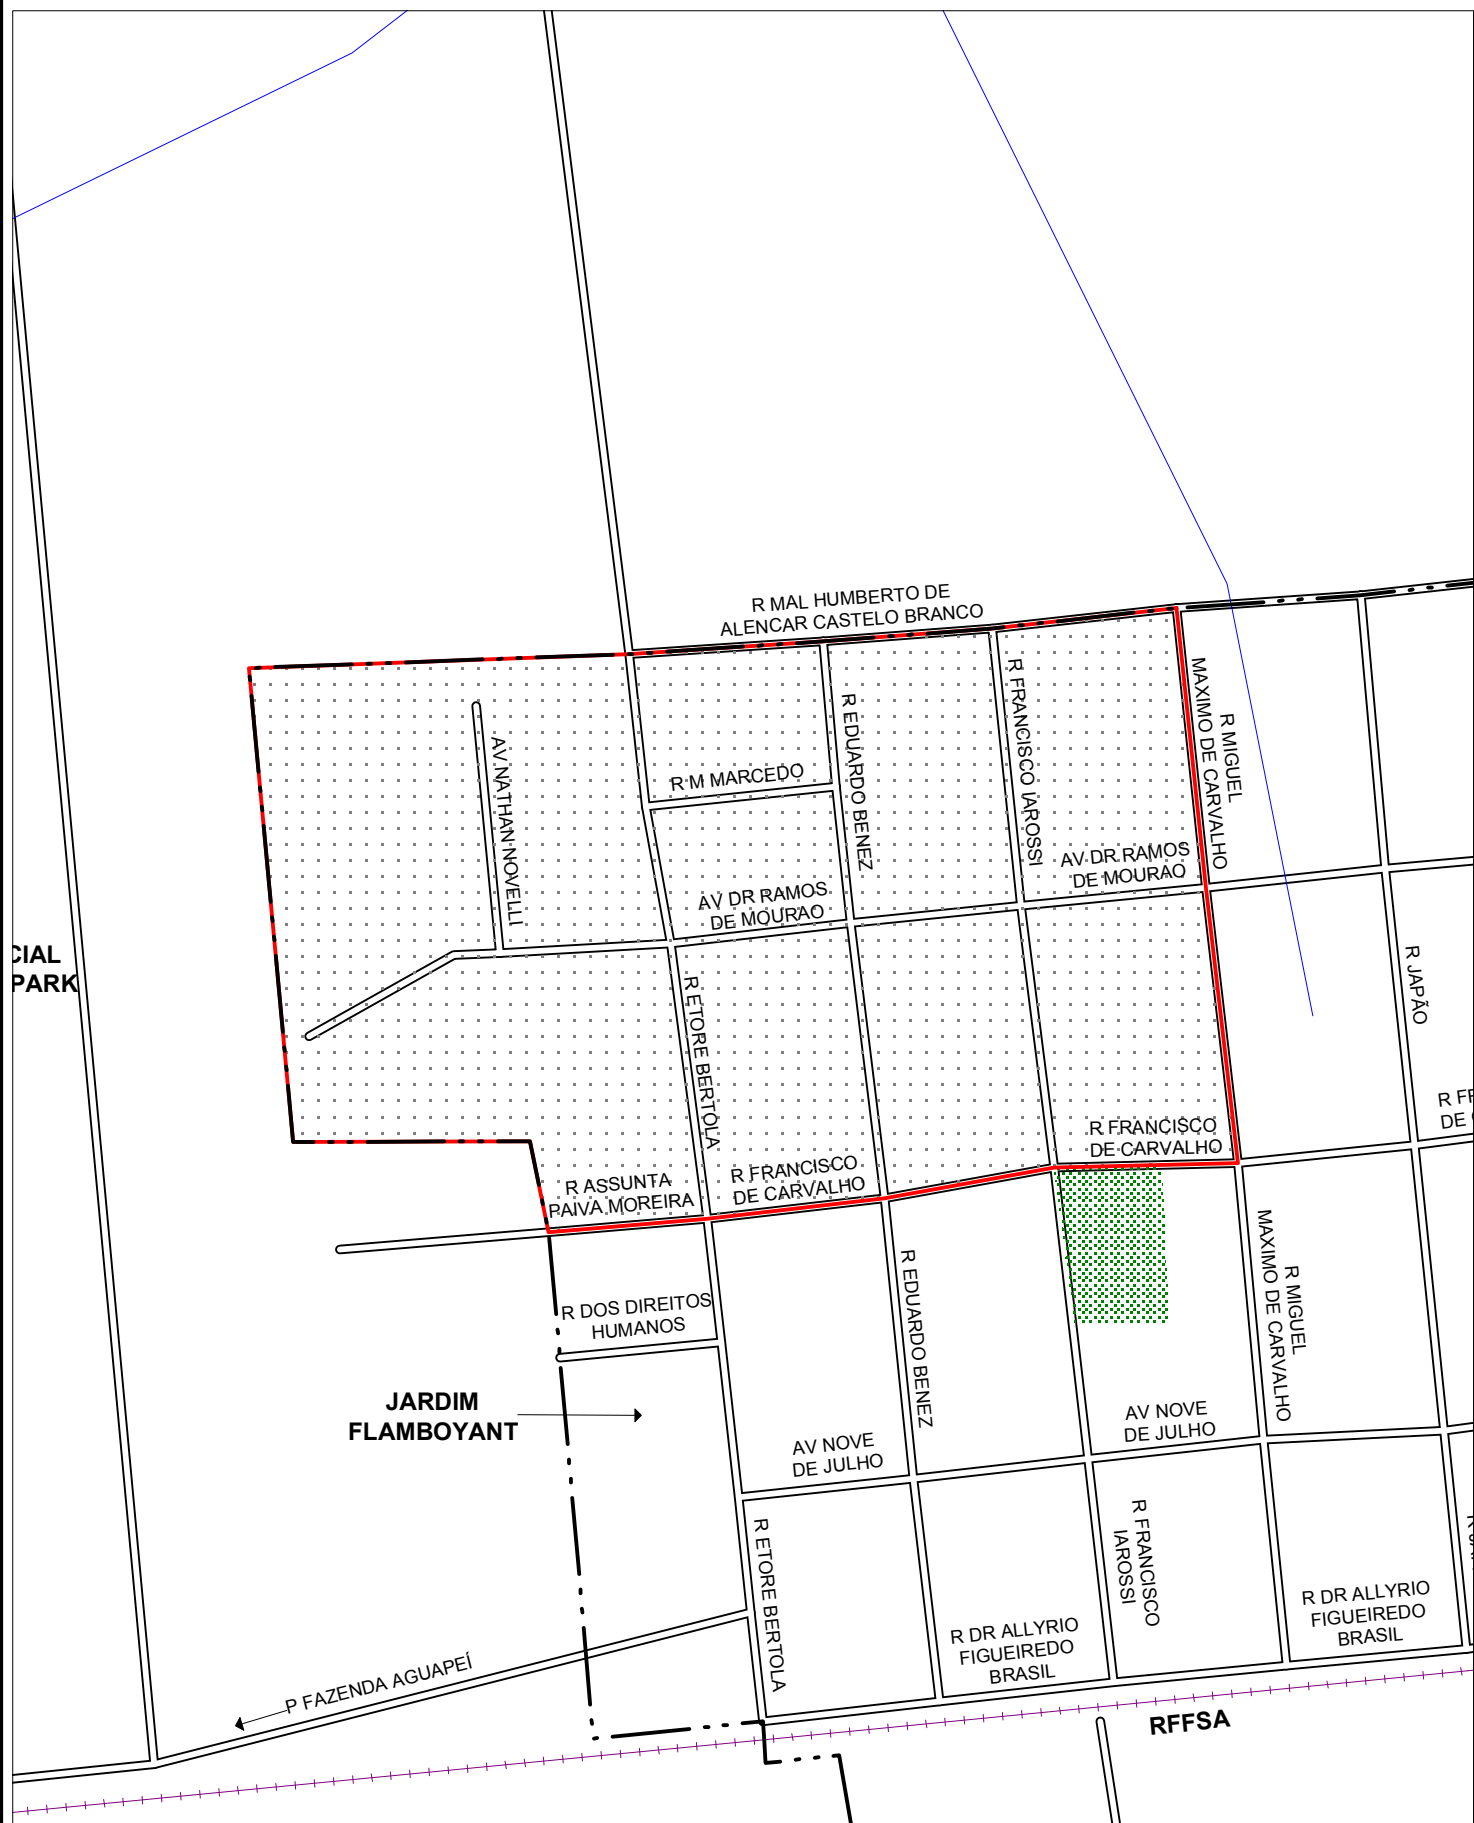 R MAL HUMBERTO DE
ALENCAR CASTELO BRANCO
R MIGUEL
MAXIMO DE CARVALHO
R FRANCISCO IAROSSI
R EDUARDO BENEZ
AV NATHAN NOVELLI
R M MARCEDO
AV DR RAMOS
DE MOURAO
AV DR RAMOS
DE MOURAO
CIAL
PARK
R JAPÃO
R ETORE BERTOLA
R FRANCISCO
DE CARVALHO
R FR
DE
R FRANCISCO
DE CARVALHO
R ASSUNTA
PAIVA MOREIRA
R MIGUEL
MAXIMO DE CARVALHO
R EDUARDO BENEZ
R DOS DIREITOS
HUMANOS
JARDIM
FLAMBOYANT
AV NOVE
DE JULHO
AV NOVE
DE JULHO
R FRANCISCO
IAROSSI
R ETORE BERTOLA
R DR ALLYRIO
FIGUEIREDO
BRASIL
R DR ALLYRIO
FIGUEIREDO
BRASIL
P FAZENDA AGUAPEÍ
RFFSA